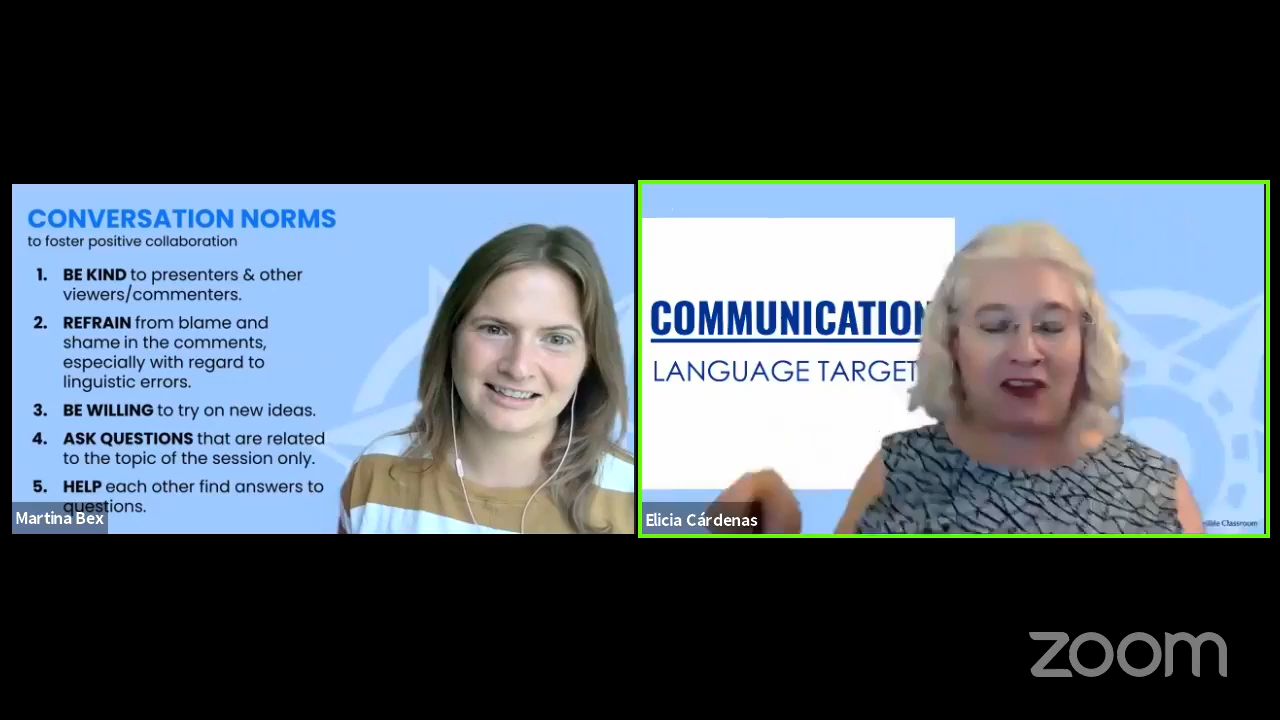 CONVERSATION NORMS
to foster positive collaboration
1. BE KIND to presenters & other
viewers/commenters.
2. REFRAIN from blame and
shame in the comments,
especially with regard to
linguistic errors.
3. BE WILLING to try on new ideas.
4. ASK QUESTIONS that are related
to the topic of the session only.
5. HELP each other find answers to
questions.
Martina Bex
COMMUNICATION
LANGUAGE TARGET
Elicia Cárdenas
Classroom
zoom